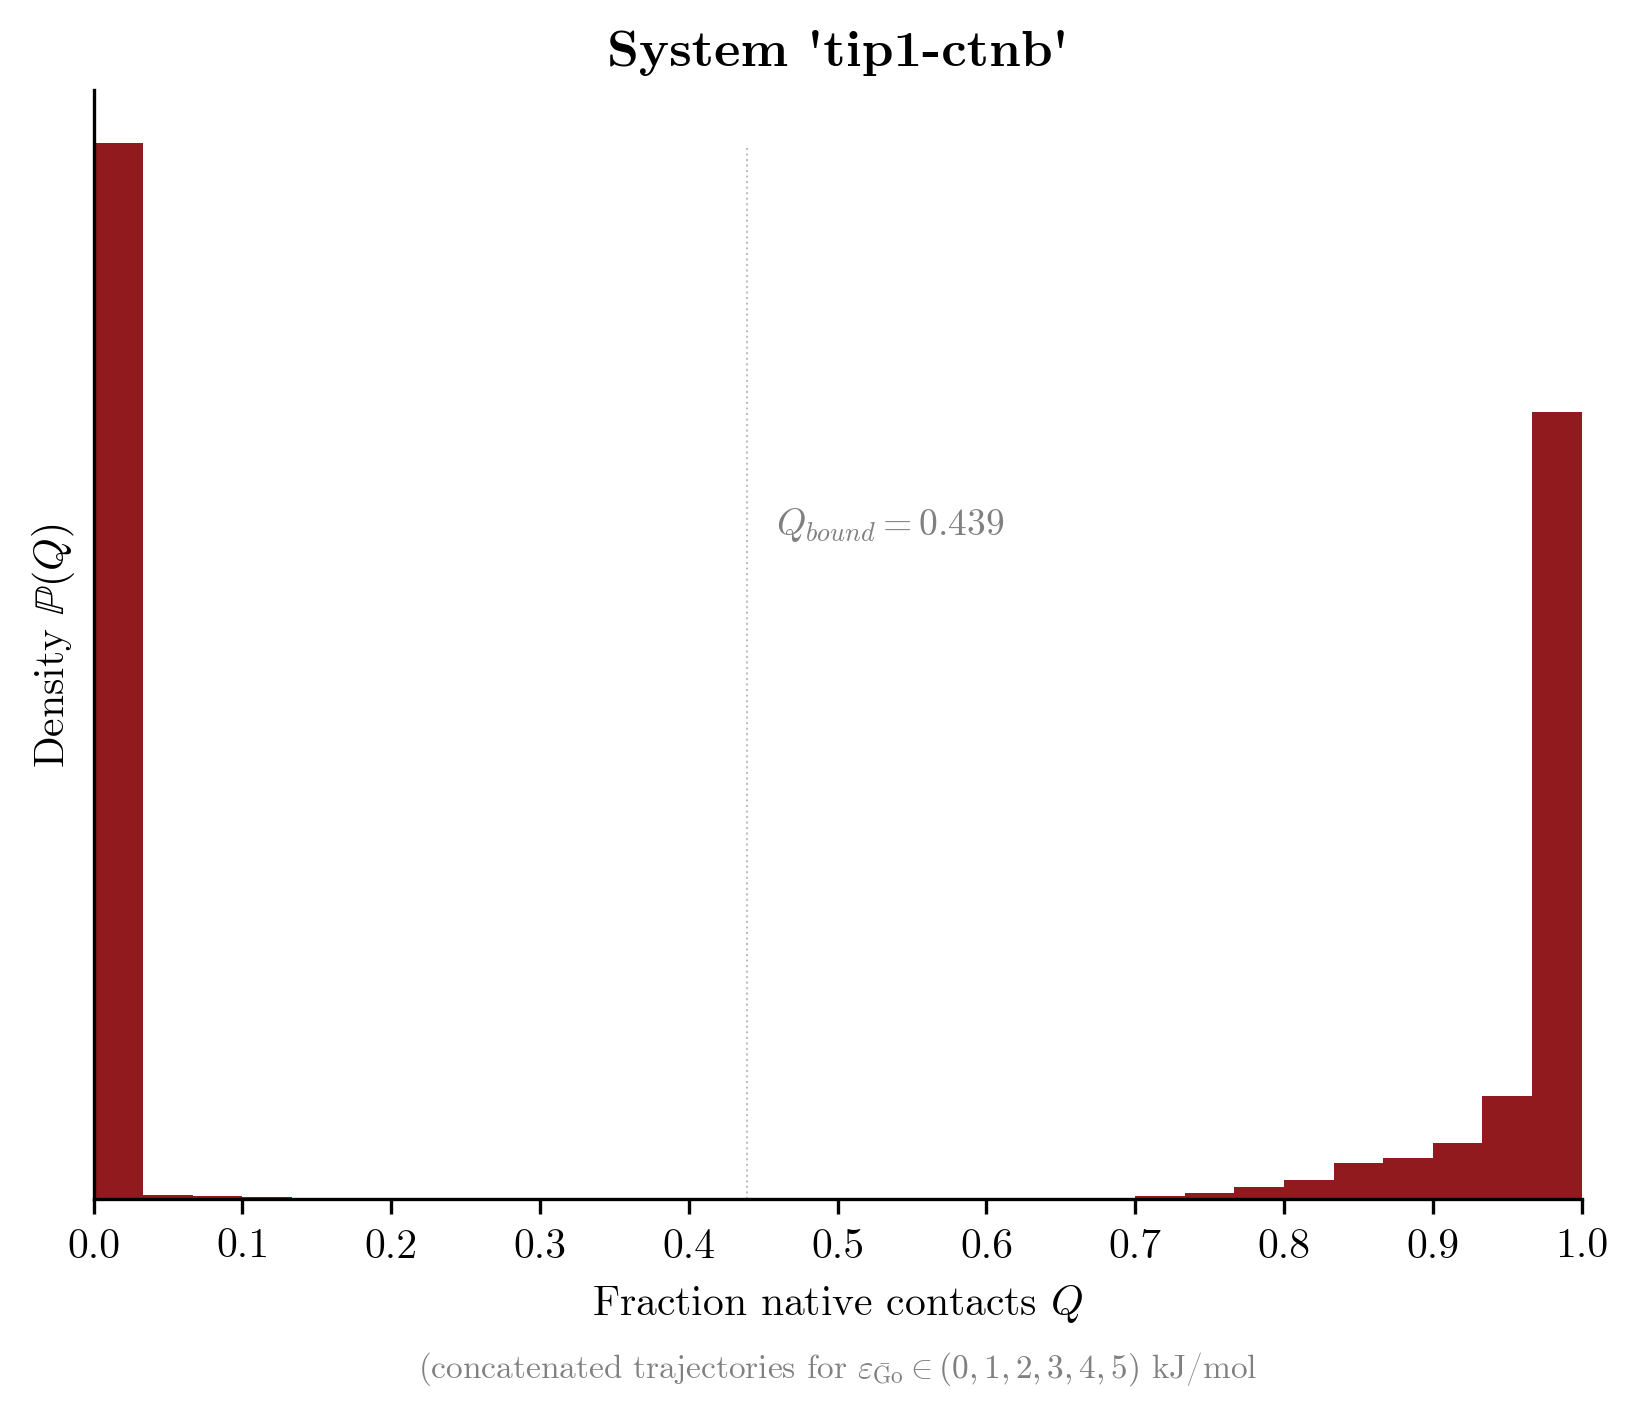 System 'tip1-ctnb'
Density ℙ(Q)
Q_bound = 0.439
0.0 0.1 0.2 0.3 0.4 0.5 0.6 0.7 0.8 0.9 1.0
Fraction native contacts Q
(concatenated trajectories for ε_Ḡo ∈ (0, 1, 2, 3, 4, 5) kJ/mol